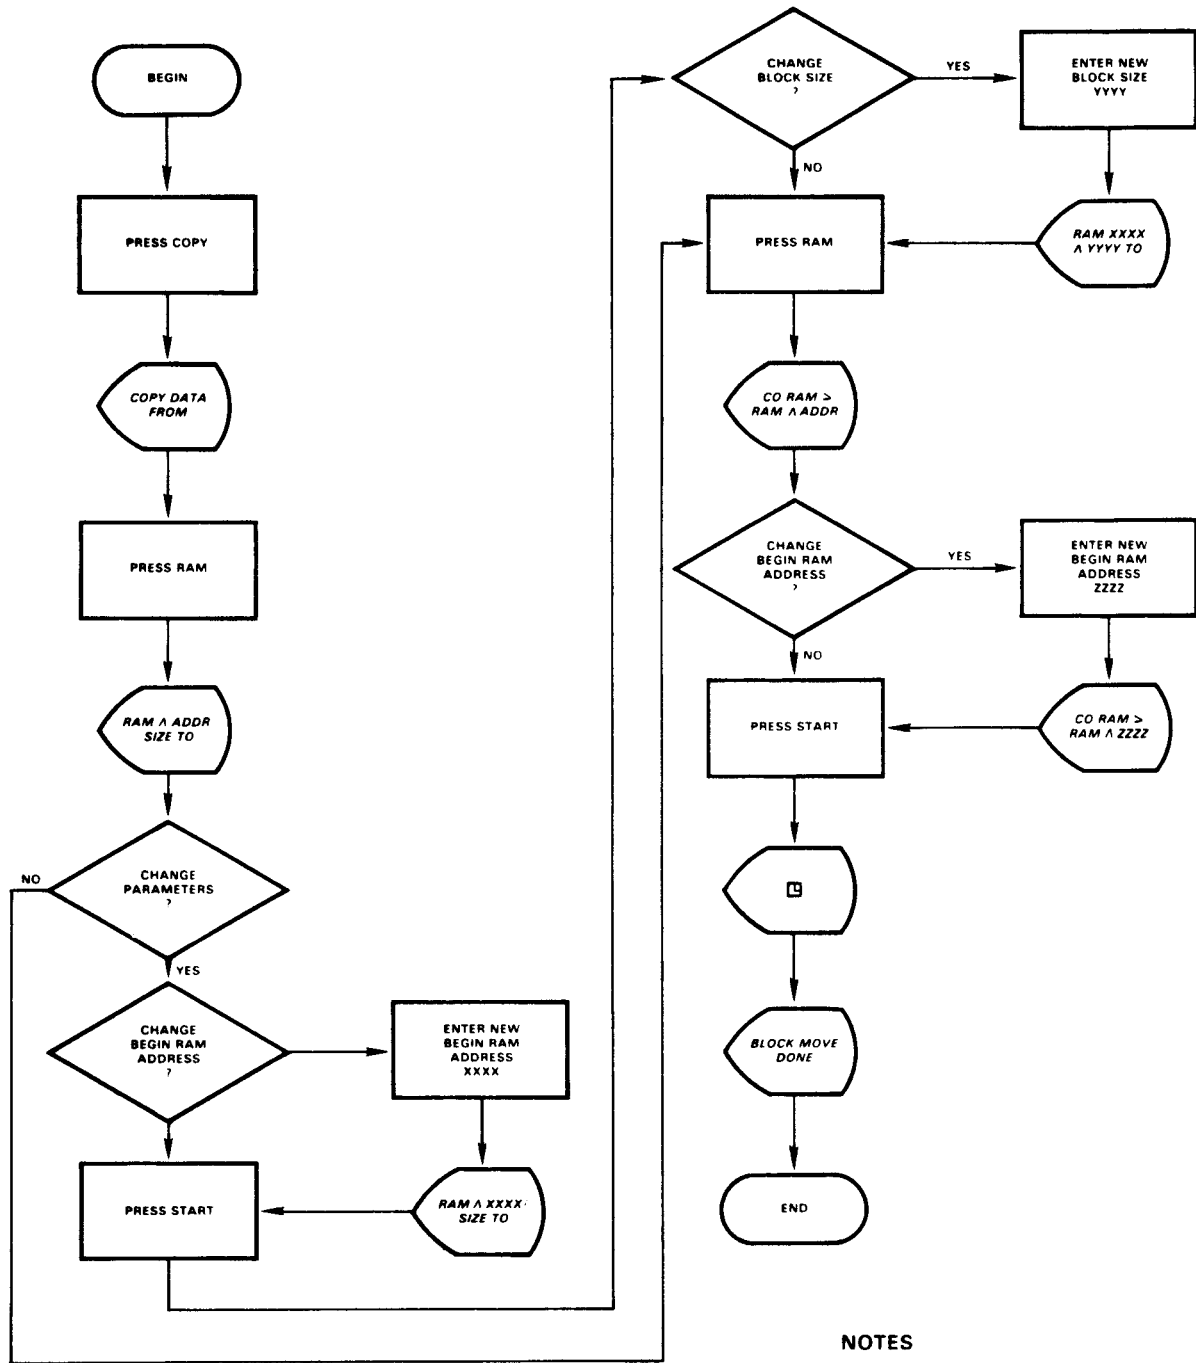 BEGIN
PRESS COPY
COPY DATA
FROM
PRESS RAM
RAM Λ ADDR
SIZE TO
CHANGE
PARAMETERS
?
NO
YES
CHANGE
BEGIN RAM
ADDRESS
?
ENTER NEW
BEGIN RAM
ADDRESS
XXXX
RAM Λ XXXX
SIZE TO
PRESS START
CHANGE
BLOCK SIZE
?
YES
ENTER NEW
BLOCK SIZE
YYYY
NO
RAM XXXX
Λ YYYY TO
PRESS RAM
CO RAM >
RAM Λ ADDR
CHANGE
BEGIN RAM
ADDRESS
?
YES
ENTER NEW
BEGIN RAM
ADDRESS
ZZZZ
NO
CO RAM >
RAM Λ ZZZZ
PRESS START
BLOCK MOVE
DONE
END
NOTES